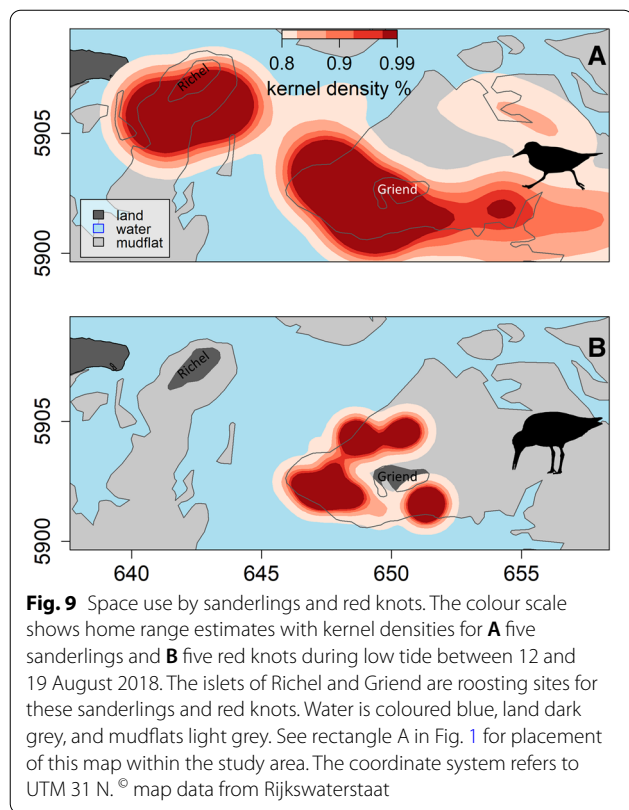 0.8 0.9 0.99
kernel density %
A
Richel
5905
Griend
land
water
mudflat
5900
B
Richel
5905
Griend
5900
640 645 650 655
Fig. 9 Space use by sanderlings and red knots. The colour scale
shows home range estimates with kernel densities for A five
sanderlings and B five red knots during low tide between 12 and
19 August 2018. The islets of Richel and Griend are roosting sites for
these sanderlings and red knots. Water is coloured blue, land dark
grey, and mudflats light grey. See rectangle A in Fig. 1 for placement
of this map within the study area. The coordinate system refers to
UTM 31 N. © map data from Rijkswaterstaat